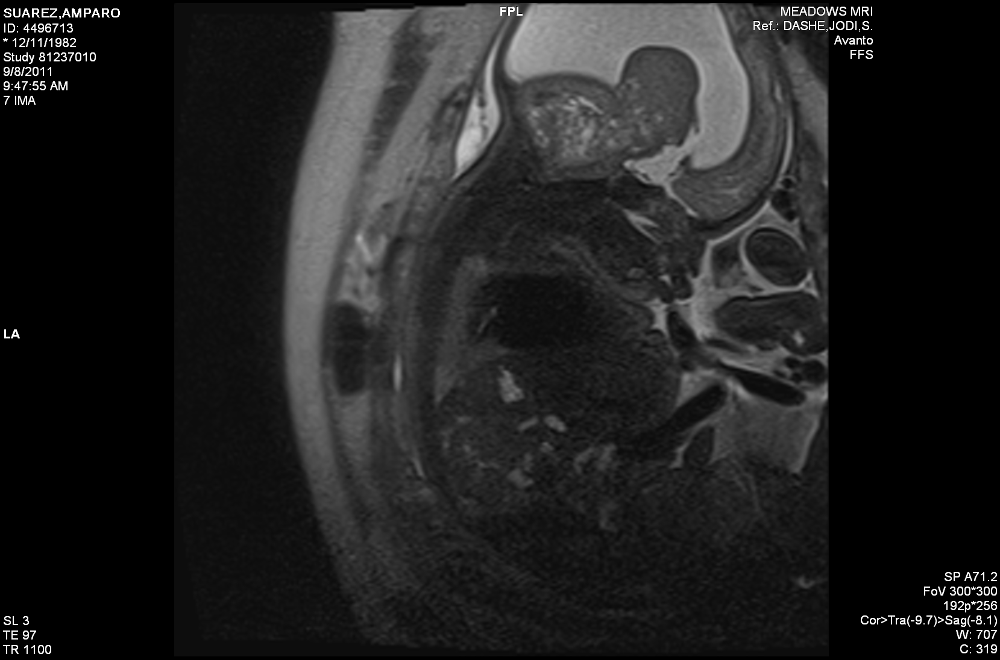 SUAREZ,AMPARO
ID: 4496713
* 12/11/1982
Study 81237010
9/8/2011
9:47:55 AM
7 IMA
FPL
MEADOWS MRI
Ref.: DASHE,JODI,S.
Avanto
FFS
LA
SL 3
TE 97
TR 1100
SP A71.2
FoV 300*300
192p*256
Cor>Tra(-9.7)>Sag(-8.1)
W: 707
C: 319